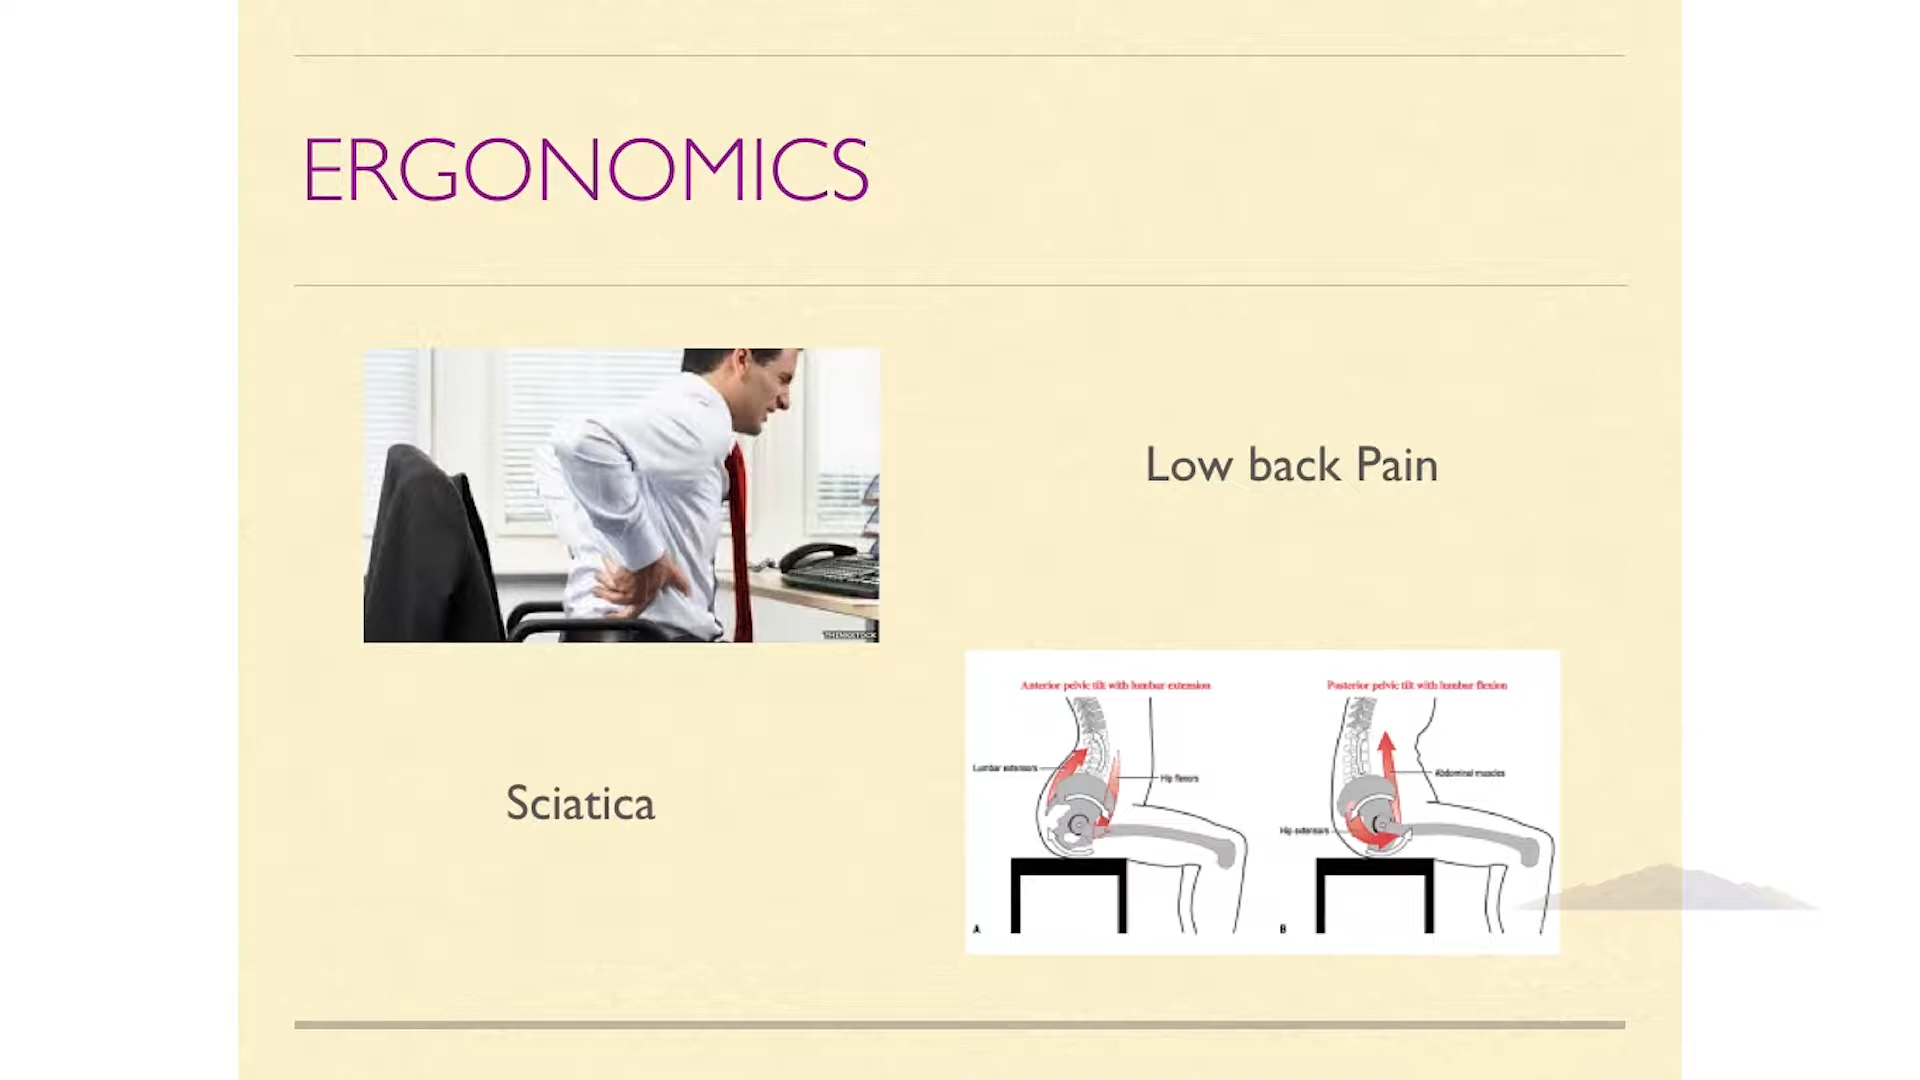 ERGONOMICS
THINKSTOCK
Low back Pain
Sciatica
Anterior pelvic tilt with lumbar extension
Lumbar extensors
Hip flexors
A
Posterior pelvic tilt with lumbar flexion
Abdominal muscles
Hip extensors
B